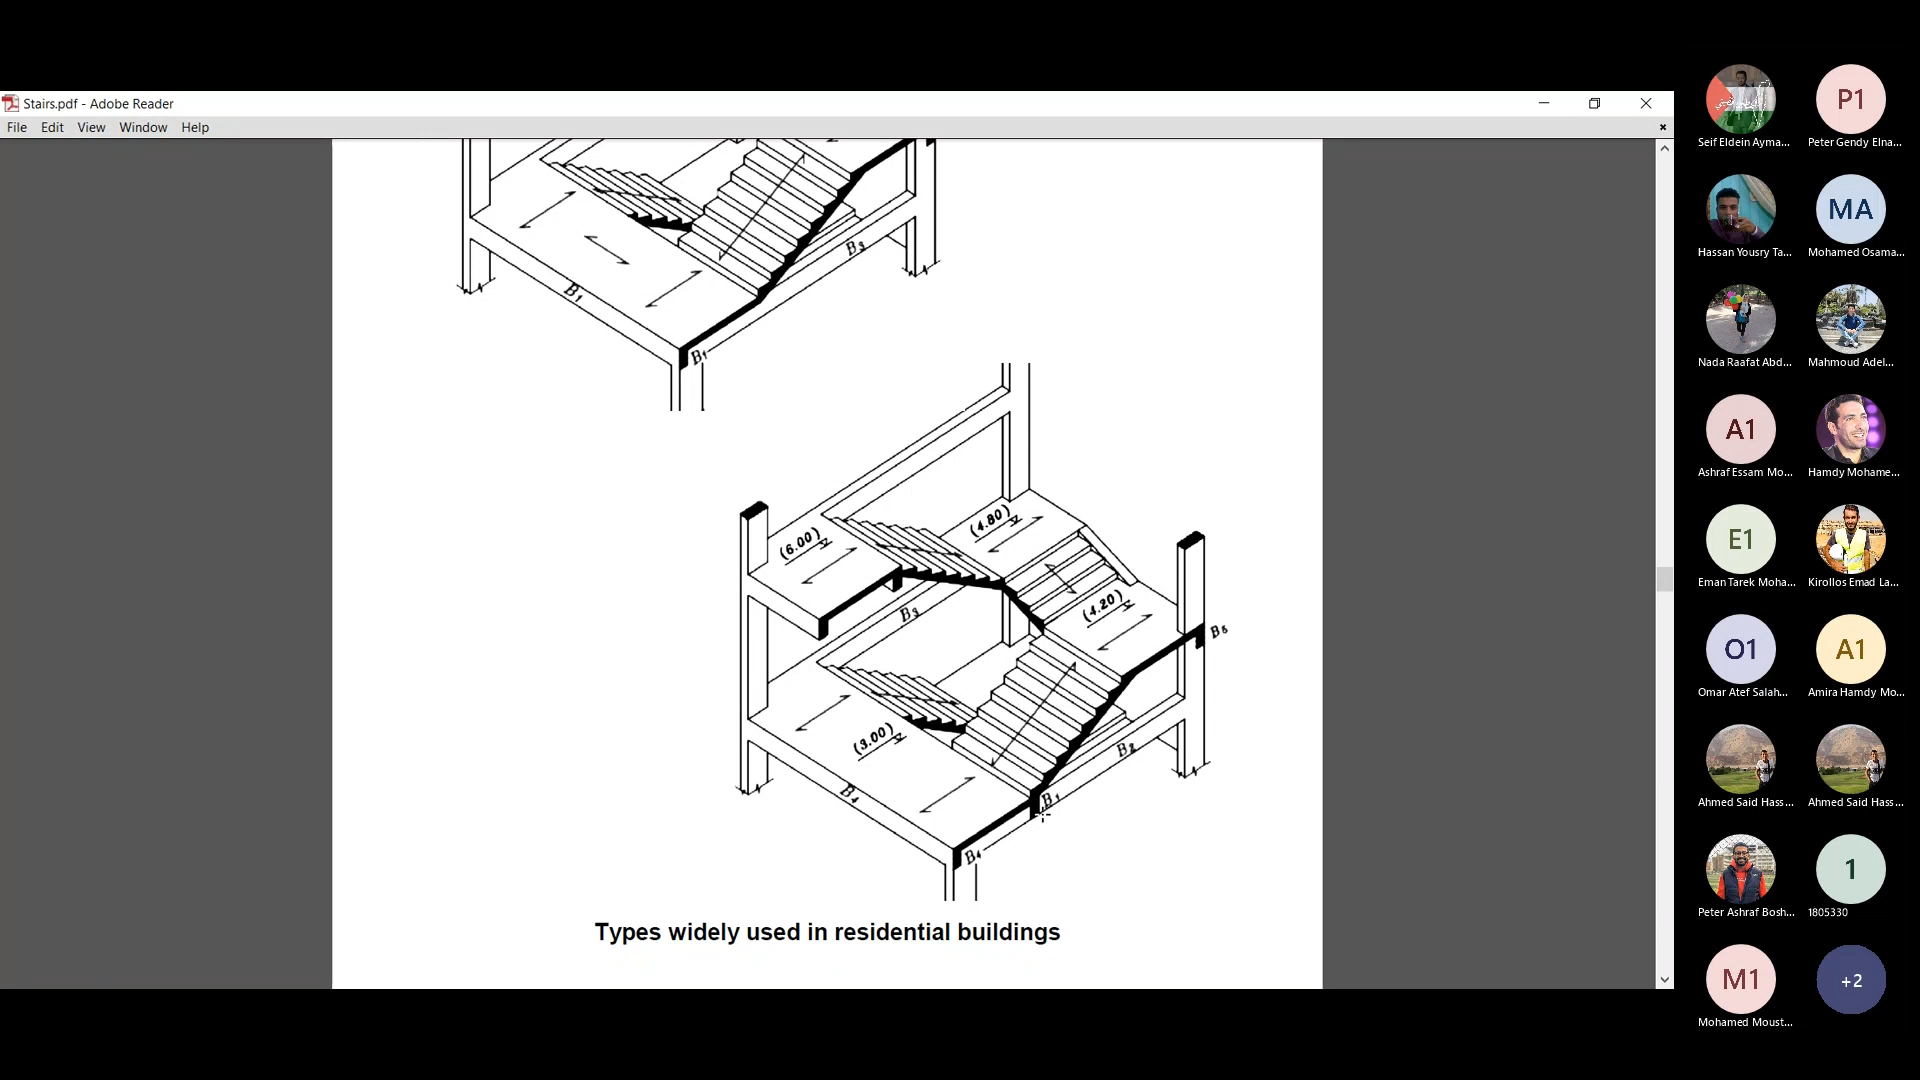 Stairs.pdf - Adobe Reader
File Edit View Window Help
B3
B1
B1
(6.00)
(4.80)
(4.20)
B3
B5
(3.00)
B2
B4
B1
B4
Types widely used in residential buildings
Seif Eldein Ayma...
P1
Peter Gendy Elna...
Hassan Yousry Ta...
MA
Mohamed Osama...
Nada Raafat Abd...
Mahmoud Adel...
A1
Ashraf Essam Mo...
Hamdy Mohame...
E1
Eman Tarek Moha...
Kirollos Emad La...
O1
Omar Atef Salah...
A1
Amira Hamdy Mo...
Ahmed Said Hass...
Ahmed Said Hass...
Peter Ashraf Bosh...
1
1805330
M1
Mohamed Moust...
+2